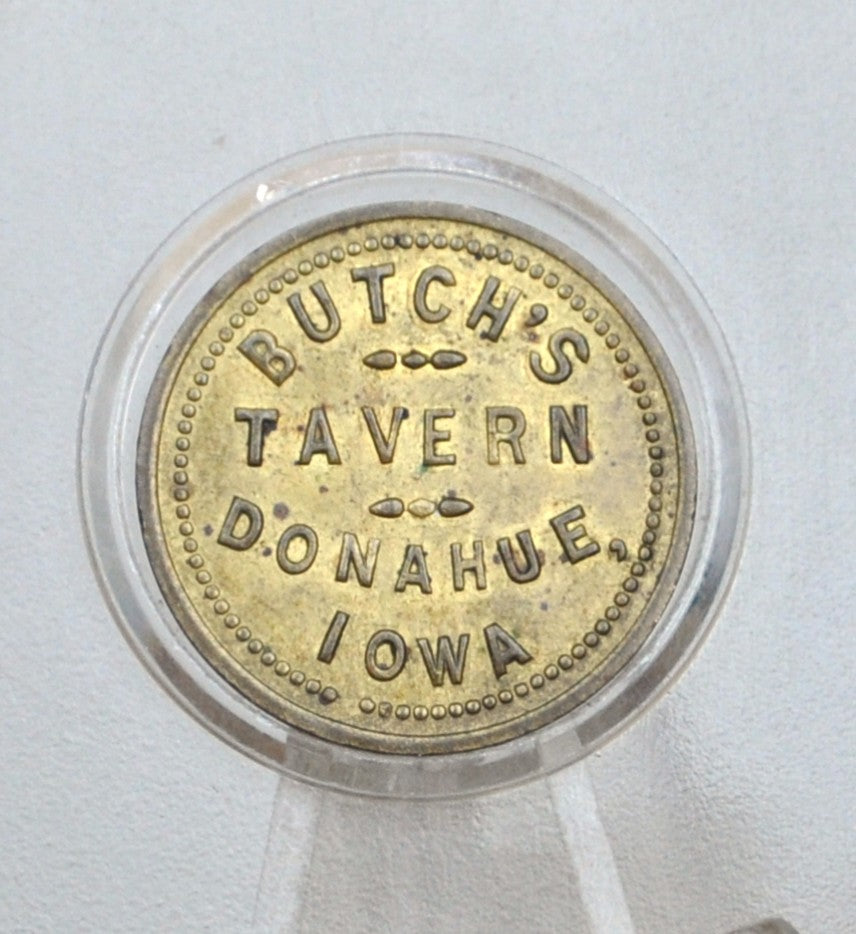 BUTCH'S
TAVERN
DONAHUE,
IOWA